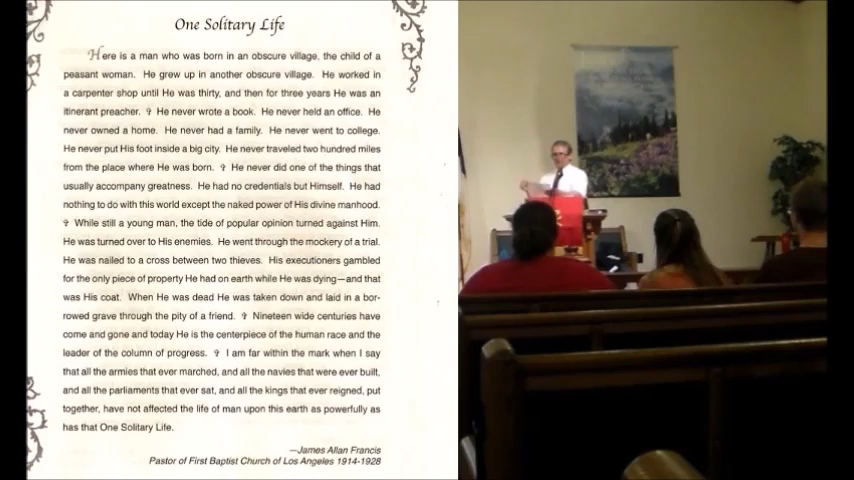 One Solitary Life
Here is a man who was born in an obscure village, the child of a
peasant woman. He grew up in another obscure village. He worked in
a carpenter shop until He was thirty, and then for three years He was an
itinerant preacher. ✞ He never wrote a book. He never held an office. He
never owned a home. He never had a family. He never went to college.
He never put His foot inside a big city. He never traveled two hundred miles
from the place where He was born. ✞ He never did one of the things that
usually accompany greatness. He had no credentials but Himself. He had
nothing to do with this world except the naked power of His divine manhood.
✞ While still a young man, the tide of popular opinion turned against Him.
He was turned over to His enemies. He went through the mockery of a trial.
He was nailed to a cross between two thieves. His executioners gambled
for the only piece of property He had on earth while He was dying—and that
was His coat. When He was dead He was taken down and laid in a bor-
rowed grave through the pity of a friend. ✞ Nineteen wide centuries have
come and gone and today He is the centerpiece of the human race and the
leader of the column of progress. ✞ I am far within the mark when I say
that all the armies that ever marched, and all the navies that were ever built,
and all the parliaments that ever sat, and all the kings that ever reigned, put
together, have not affected the life of man upon this earth as powerfully as
has that One Solitary Life.
—James Allan Francis
Pastor of First Baptist Church of Los Angeles 1914-1928